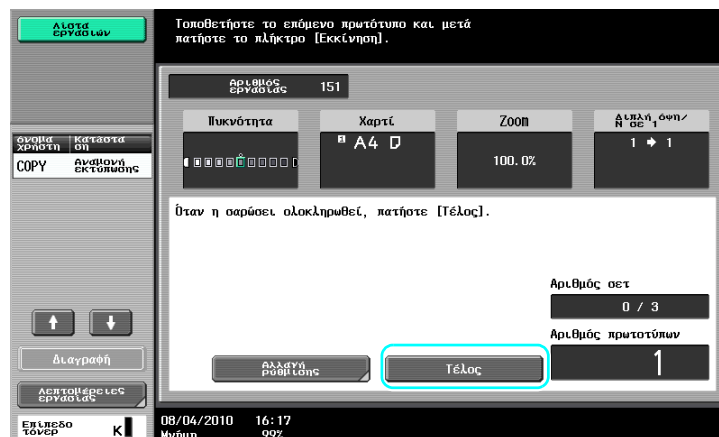 Λίστα
εργασιών
Τοποθετήστε το επόμενο πρωτότυπο και μετά
πατήστε το πλήκτρο [Εκκίνηση].
Αριθμός
εργασίας 151
Πυκνότητα Χαρτί Zoom Διπλή όψη/
N σε 1
A4
100.0%
1 → 1
όνομα
χρήστη
Κατάστα
ση
COPY
Αναμονή
εκτύπωσης
Όταν η σαρώσει ολοκληρωθεί, πατήστε [Τέλος].
Αριθμός σετ
0 / 3
Αριθμός πρωτοτύπων
1
Αλλαγή
ρύθμισης
Τέλος
Διαγραφή
Λεπτομέρειες
εργασίας
Επίπεδο
τόνερ K
08/04/2010 16:17
Μνήμη 99%